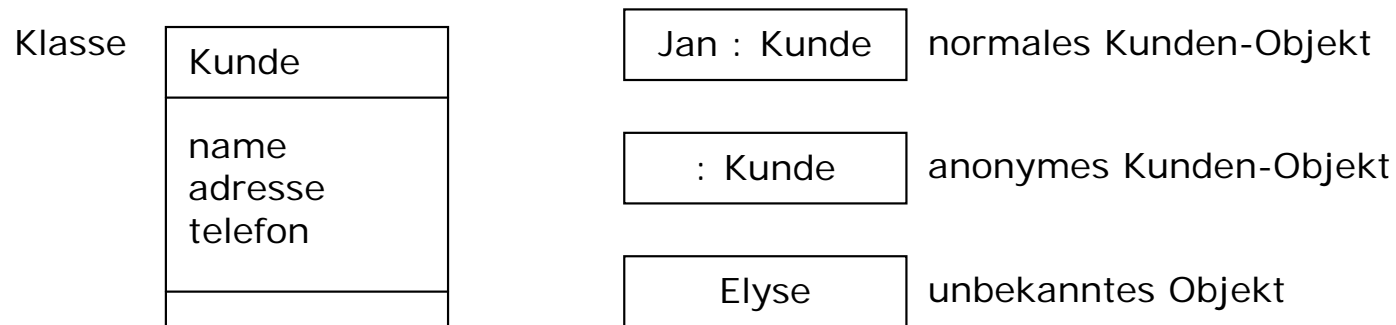 Klasse
Kunde
name
adresse
telefon
Jan : Kunde
normales Kunden-Objekt
: Kunde
anonymes Kunden-Objekt
Elyse
unbekanntes Objekt